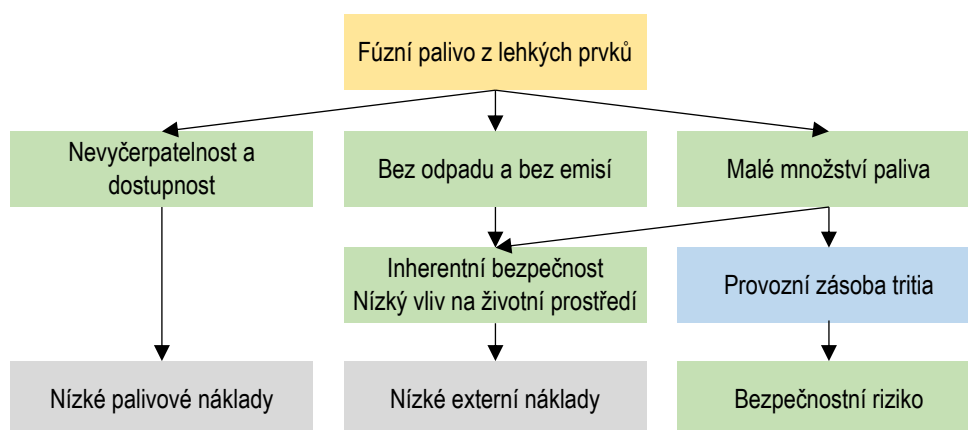 Fúzní palivo z lehkých prvků
Nevyčerpatelnost a
dostupnost
Bez odpadu a bez emisí
Malé množství paliva
Inherentní bezpečnost
Nízký vliv na životní prostředí
Provozní zásoba tritia
Nízké palivové náklady
Nízké externí náklady
Bezpečnostní riziko